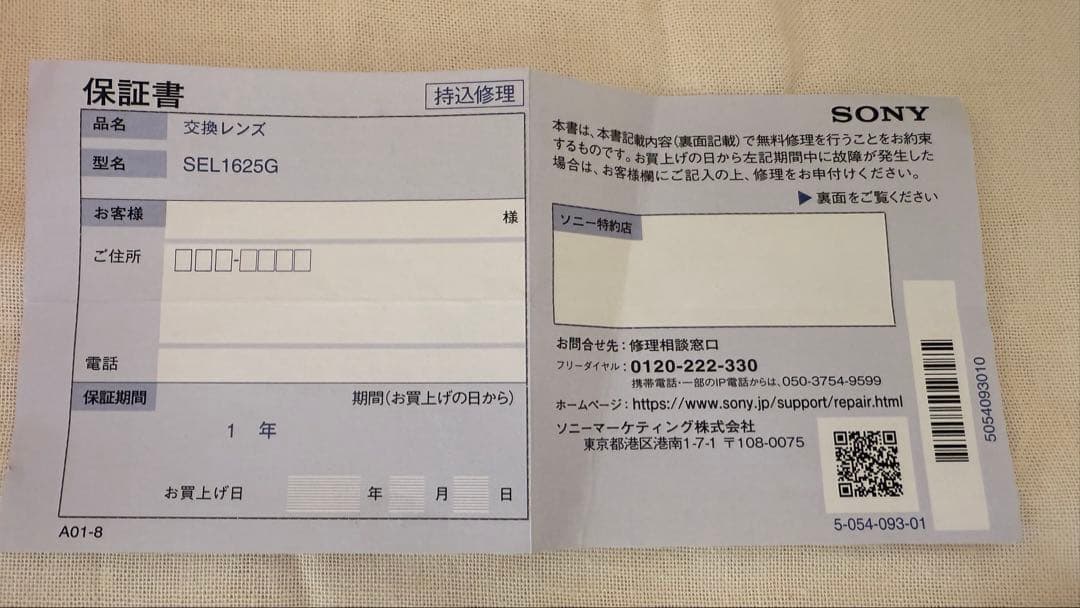 保証書
持込修理
品名 交換レンズ
型名 SEL1625G
お客様 様
ご住所
電話
保証期間 期間(お買上げの日から)
1 年
お買上げ日 年 月 日
A01-8
SONY
本書は、本書記載内容(裏面記載)で無料修理を行うことをお約束
するものです。お買上げの日から左記期間中に故障が発生した
場合は、お客様欄にご記入の上、修理をお申付けください。
▶裏面をご覧ください
ソニー特約店
お問合せ先:修理相談窓口
フリーダイヤル:0120-222-330
携帯電話・一部のIP電話からは、050-3754-9599
ホームページ:https://www.sony.jp/support/repair.html
ソニーマーケティング株式会社
東京都港区港南1-7-1 〒108-0075
5-054-093-01
5054093010